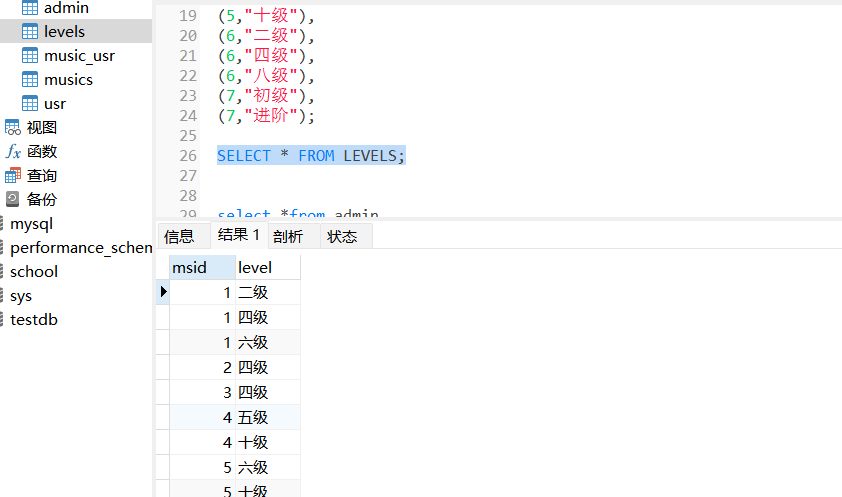 admin
levels
music_usr
musics
usr
视图
函数
查询
备份
mysql
performance_schem
school
sys
testdb
19 (5,"十级"),
20 (6,"二级"),
21 (6,"四级"),
22 (6,"八级"),
23 (7,"初级"),
24 (7,"进阶");
25
26 SELECT * FROM LEVELS;
27
28
29 select *from admin
信息 结果 1 剖析 状态
msid level
1 二级
1 四级
1 六级
2 四级
3 四级
4 五级
4 十级
5 六级
5 十级